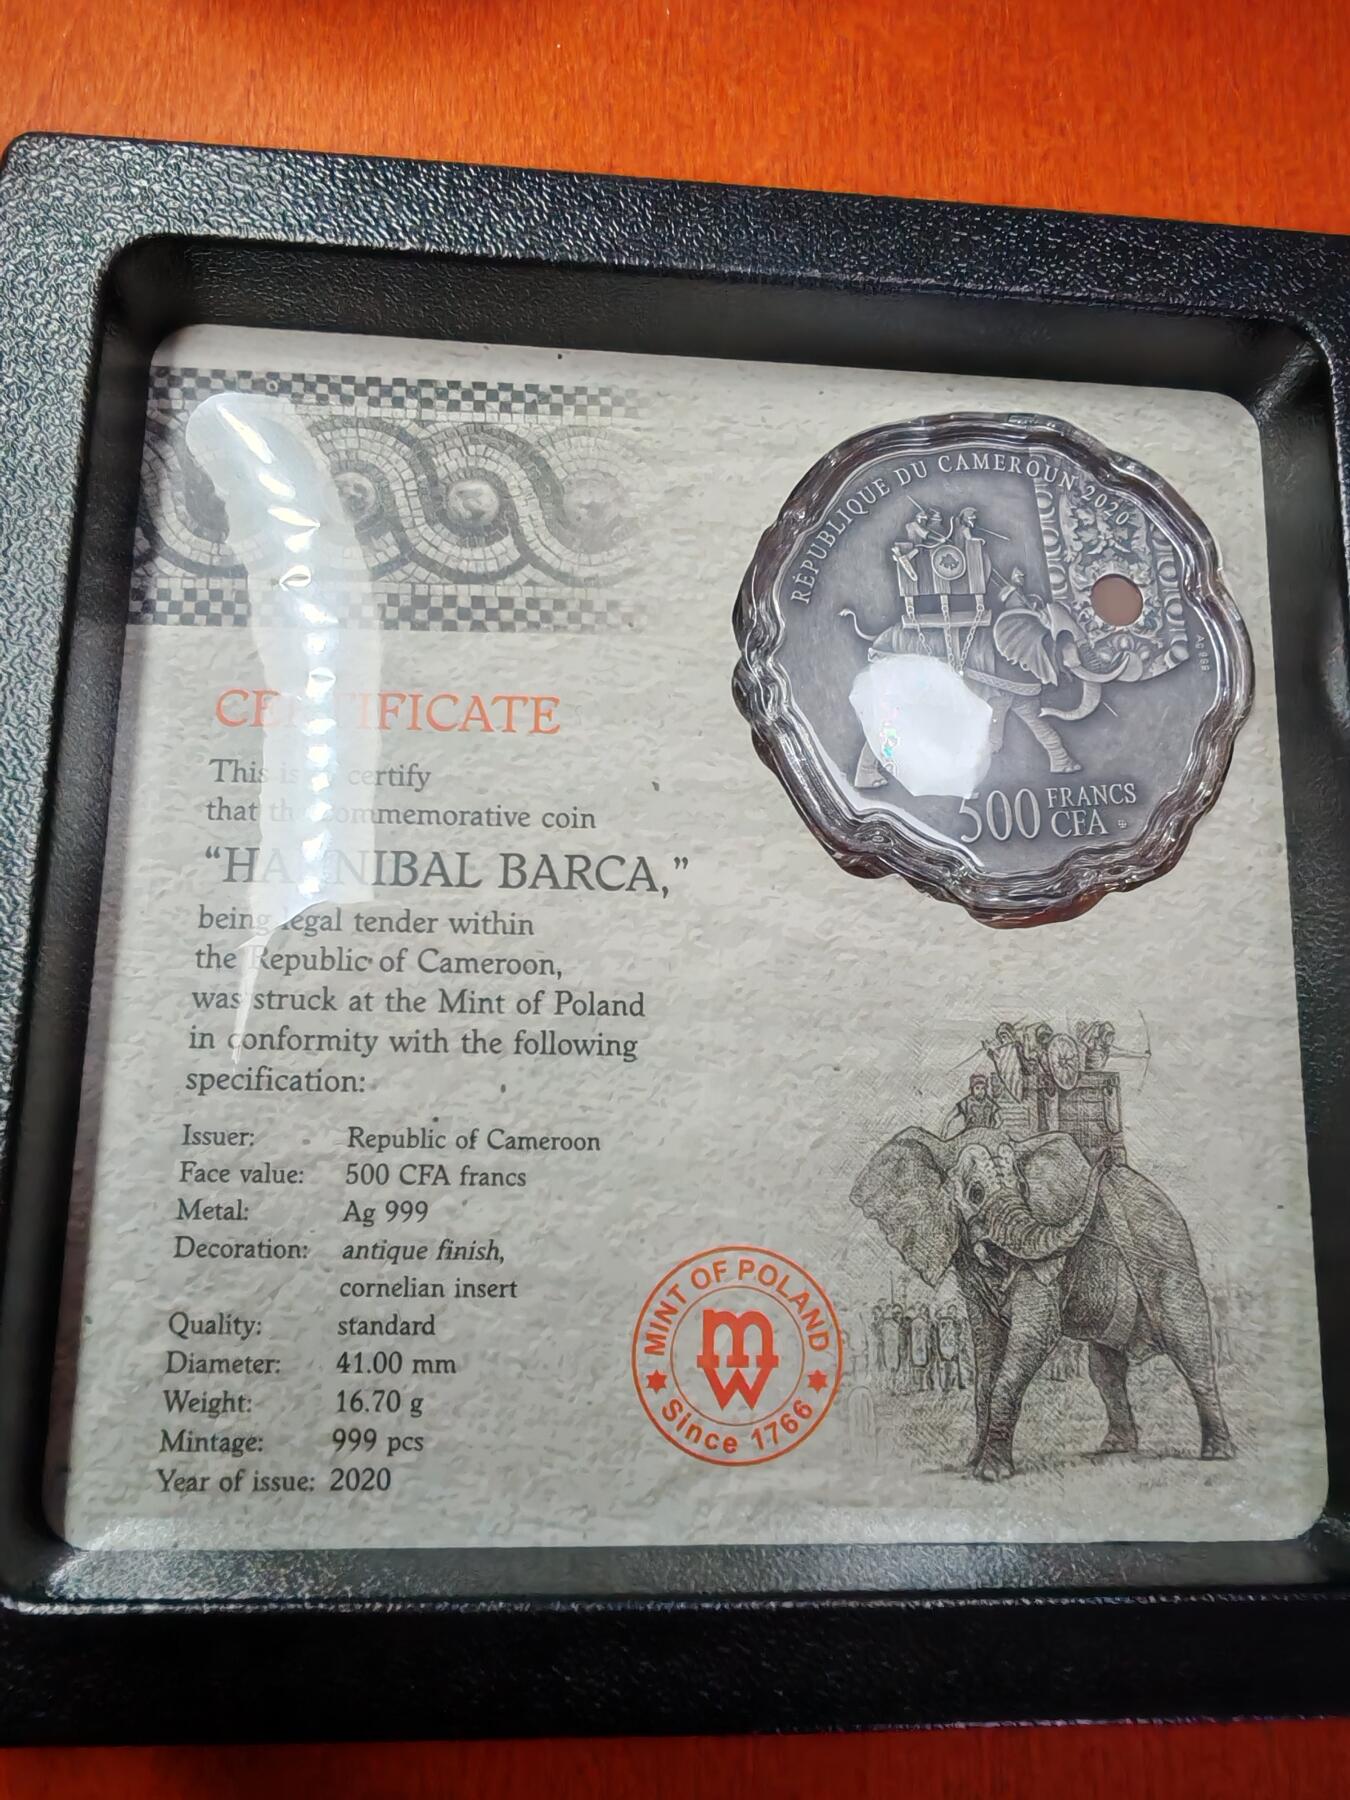 RÉPUBLIQUE DU CAMEROUN 2020
Ag 999
500 FRANCS
CFA
CERTIFICATE
This is to certify
that the commemorative coin
“HANNIBAL BARCA,”
being legal tender within
the Republic of Cameroon,
was struck at the Mint of Poland
in conformity with the following
specification:
Issuer: Republic of Cameroon
Face value: 500 CFA francs
Metal: Ag 999
Decoration: antique finish,
cornelian insert
Quality: standard
Diameter: 41.00 mm
Weight: 16.70 g
Mintage: 999 pcs
Year of issue: 2020
MINT OF POLAND
mw
Since 1766